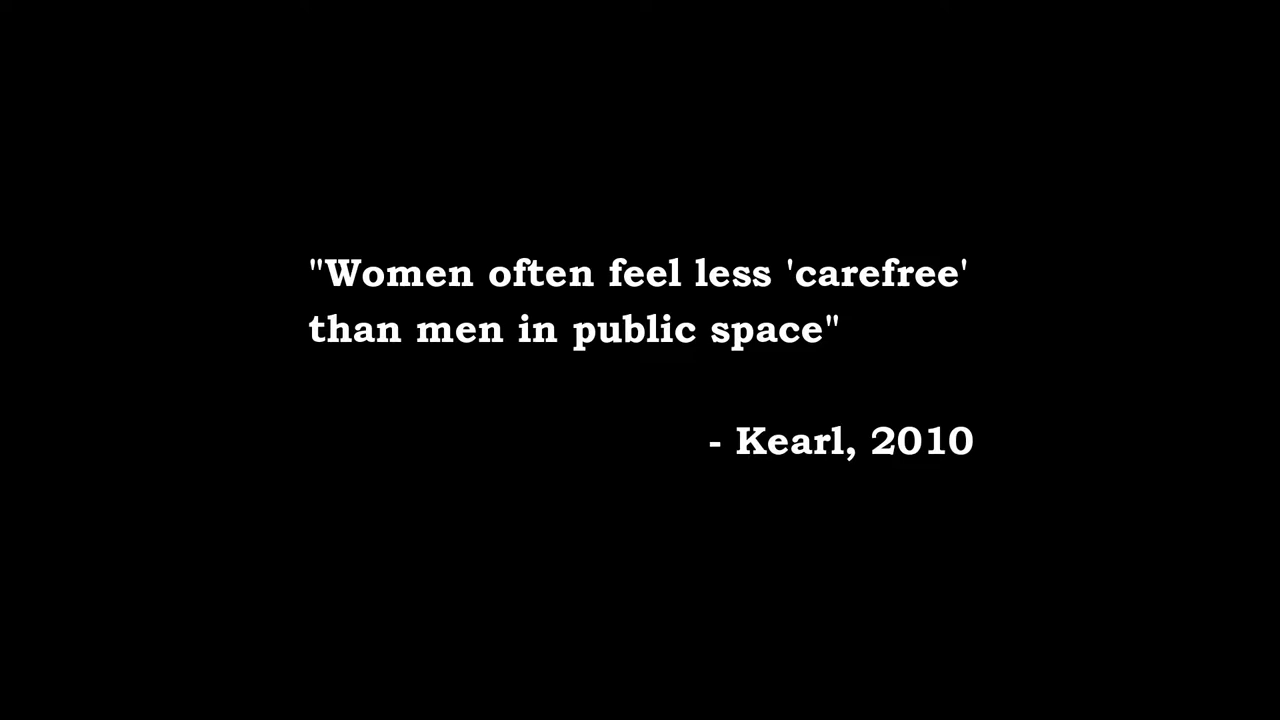 "Women often feel less 'carefree'
than men in public space"
- Kearl, 2010